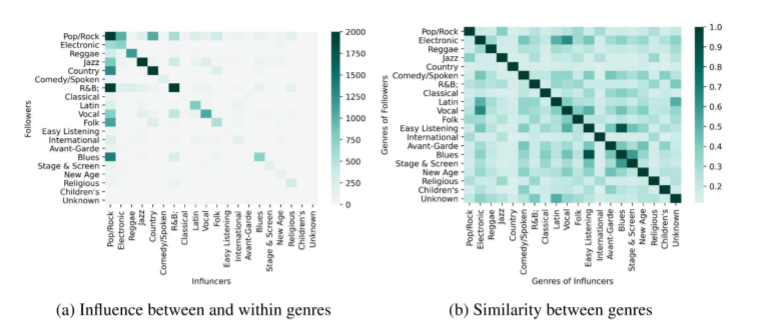 Pop/Rock
Electronic
Reggae
Jazz
Country
Comedy/Spoken
R&B;
Classical
Latin
Vocal
Folk
Easy Listening
International
Avant-Garde
Blues
Stage & Screen
New Age
Religious
Children's
Unknown
Followers
Pop/Rock
Electronic
Reggae
Jazz
Country
Comedy/Spoken
R&B;
Classical
Latin
Vocal
Folk
Easy Listening
International
Avant-Garde
Blues
Stage & Screen
New Age
Religious
Children's
Unknown
Influncers
2000
1750
1500
1250
1000
750
500
250
0
(a) Influence between and within genres
Pop/Rock
Electronic
Reggae
Jazz
Country
Comedy/Spoken
R&B;
Classical
Latin
Vocal
Folk
Easy Listening
International
Avant-Garde
Blues
Stage & Screen
New Age
Religious
Children's
Unknown
Genres of Followers
Pop/Rock
Electronic
Reggae
Jazz
Country
Comedy/Spoken
R&B;
Classical
Latin
Vocal
Folk
Easy Listening
International
Avant-Garde
Blues
Stage & Screen
New Age
Religious
Children's
Unknown
Genres of Influncers
1.0
0.9
0.8
0.7
0.6
0.5
0.4
0.3
0.2
(b) Similarity between genres